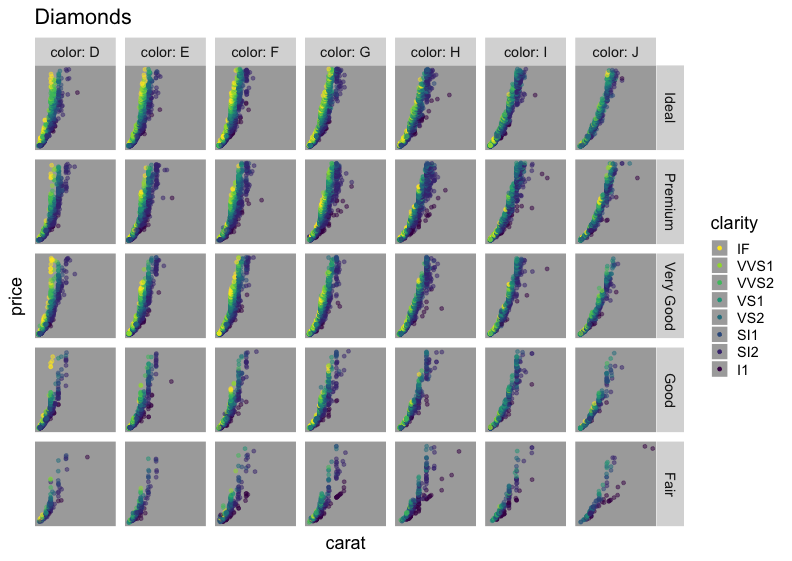 Diamonds
color: D
color: E
color: F
color: G
color: H
color: I
color: J
Ideal
Premium
Very Good
Good
Fair
price
carat
clarity
IF
VVS1
VVS2
VS1
VS2
SI1
SI2
I1